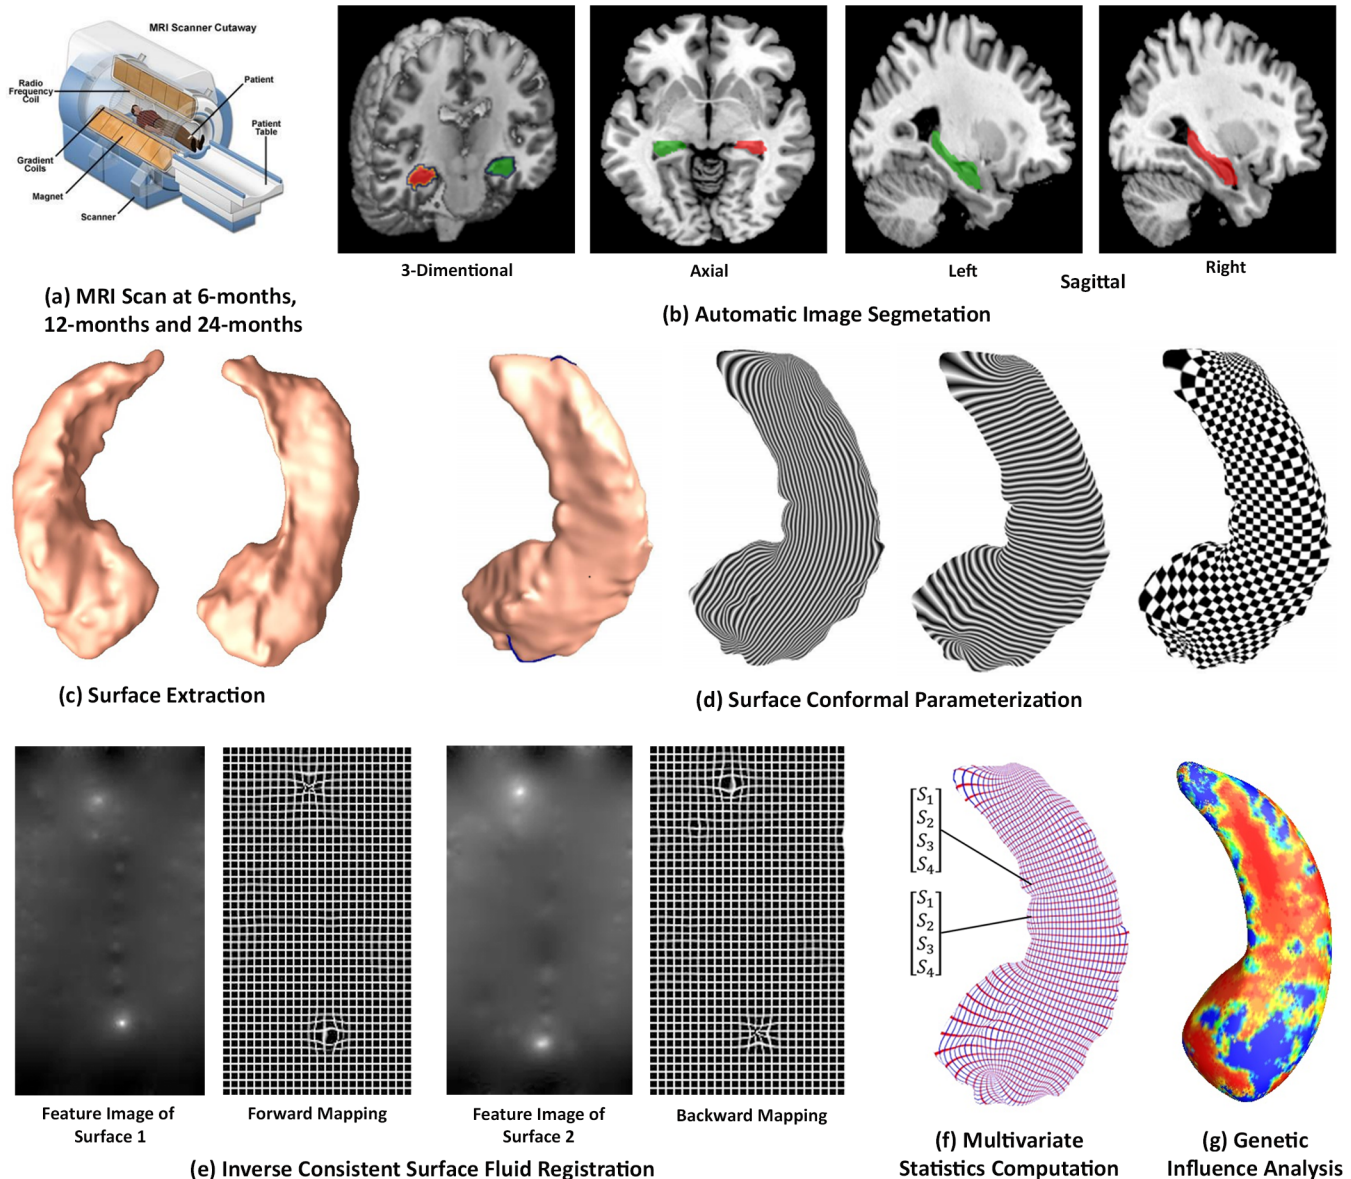 MRI Scanner Cutaway
Radio
Frequency
Coil
Patient
Patient
Table
Gradient
Coils
Magnet
Scanner
(a) MRI Scan at 6-months,
12-months and 24-months
3-Dimentional
Axial
Left
Right
Sagittal
(b) Automatic Image Segmetation
(c) Surface Extraction
(d) Surface Conformal Parameterization
Feature Image of
Surface 1
Forward Mapping
Feature Image of
Surface 2
Backward Mapping
(e) Inverse Consistent Surface Fluid Registration
S₁
S₂
S₃
S₄
S₁
S₂
S₃
S₄
(f) Multivariate
Statistics Computation
(g) Genetic
Influence Analysis